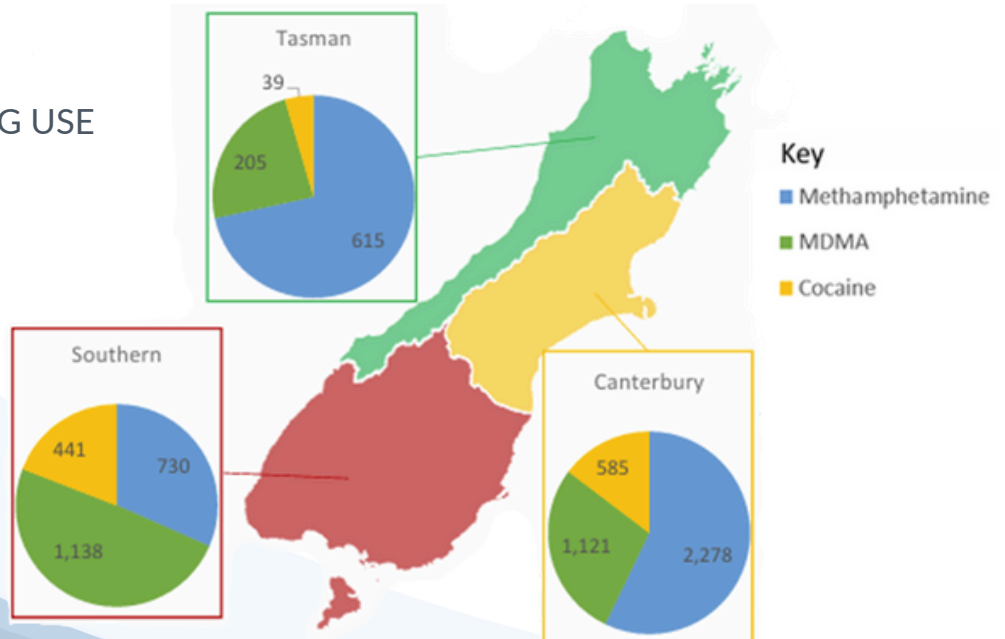 G USE
Tasman
39
205
615
Key
Methamphetamine
MDMA
Cocaine
Southern
441
730
1,138
Canterbury
585
1,121
2,278